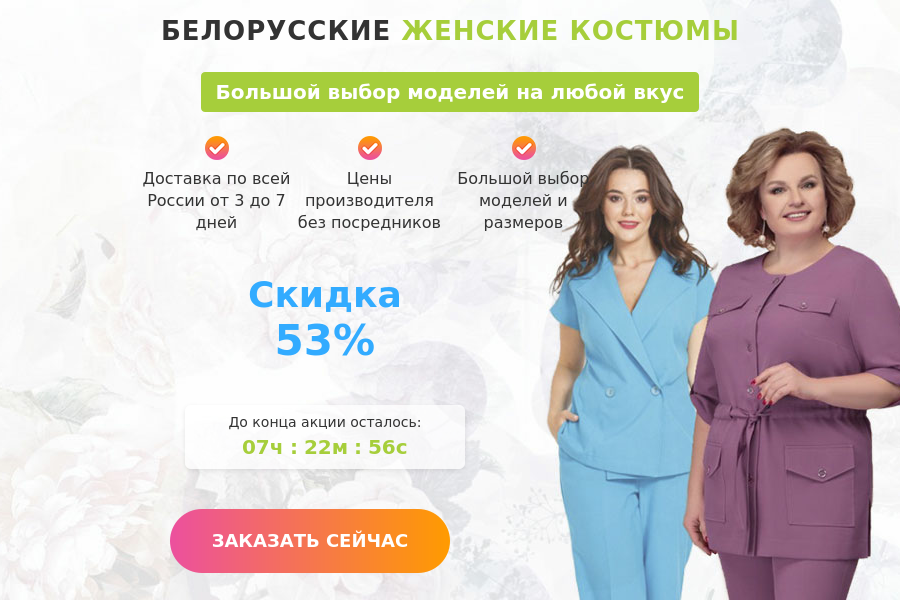 БЕЛОРУССКИЕ ЖЕНСКИЕ КОСТЮМЫ
Большой выбор моделей на любой вкус
Доставка по всей
России от 3 до 7
дней
Цены
производителя
без посредников
Большой выбор
моделей и
размеров
Скидка
53%
До конца акции осталось:
07ч : 22м : 56с
ЗАКАЗАТЬ СЕЙЧАС